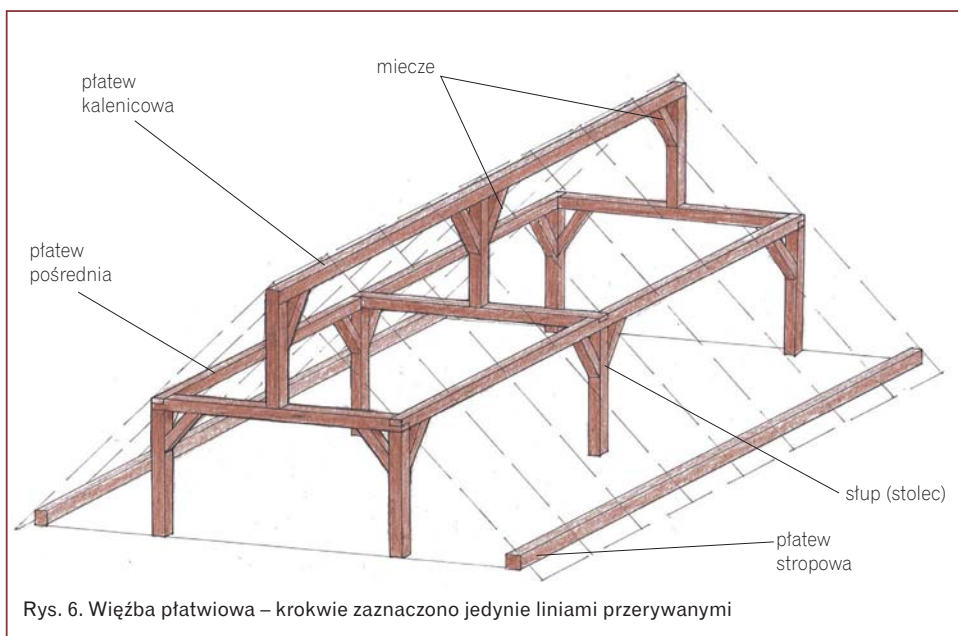 miecze
płatew
kalenicowa
płatew
pośrednia
słup (stolec)
płatew
stropowa
Rys. 6. Więźba płatwiowa – krokwie zaznaczono jedynie liniami przerywanymi